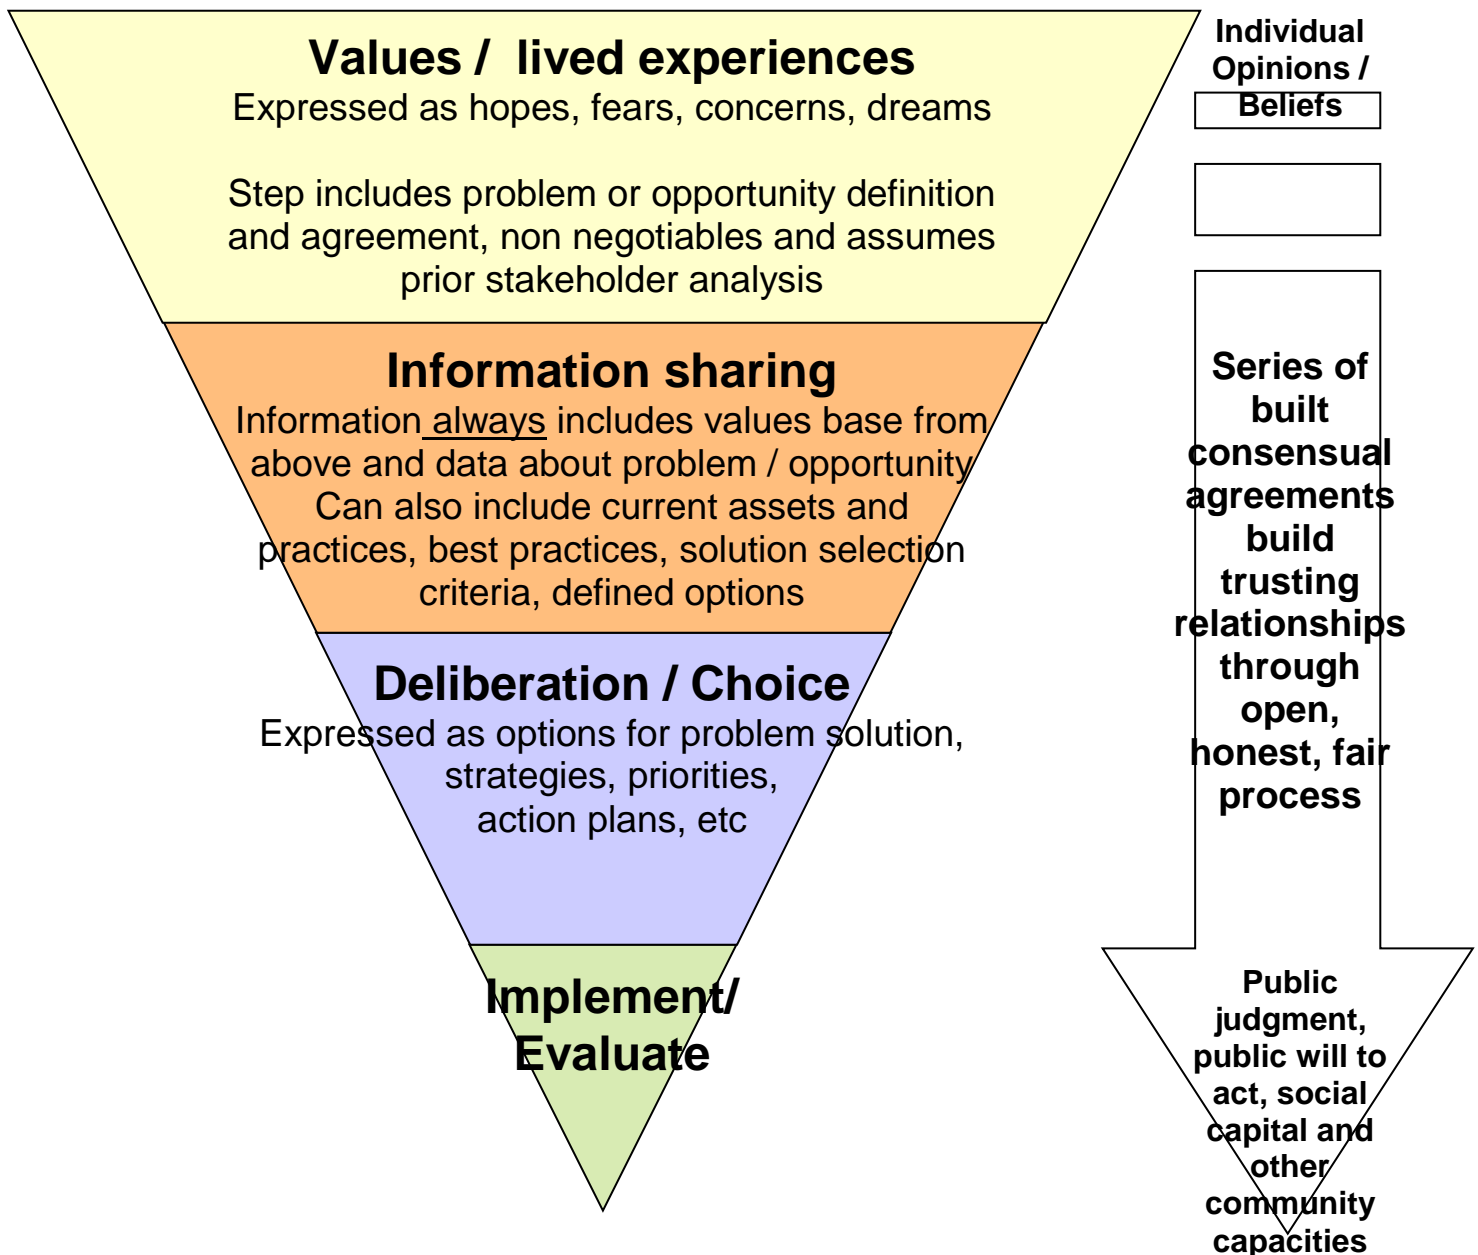 Values / lived experiences
Expressed as hopes, fears, concerns, dreams
Step includes problem or opportunity definition
and agreement, non negotiables and assumes
prior stakeholder analysis
Information sharing
Information always includes values base from
above and data about problem / opportunity
Can also include current assets and
practices, best practices, solution selection
criteria, defined options
Deliberation / Choice
Expressed as options for problem solution,
strategies, priorities,
action plans, etc
Implement/
Evaluate
Individual
Opinions /
Beliefs
Series of
built
consensual
agreements
build
trusting
relationships
through
open,
honest, fair
process
Public
judgment,
public will to
act, social
capital and
other
community
capacities